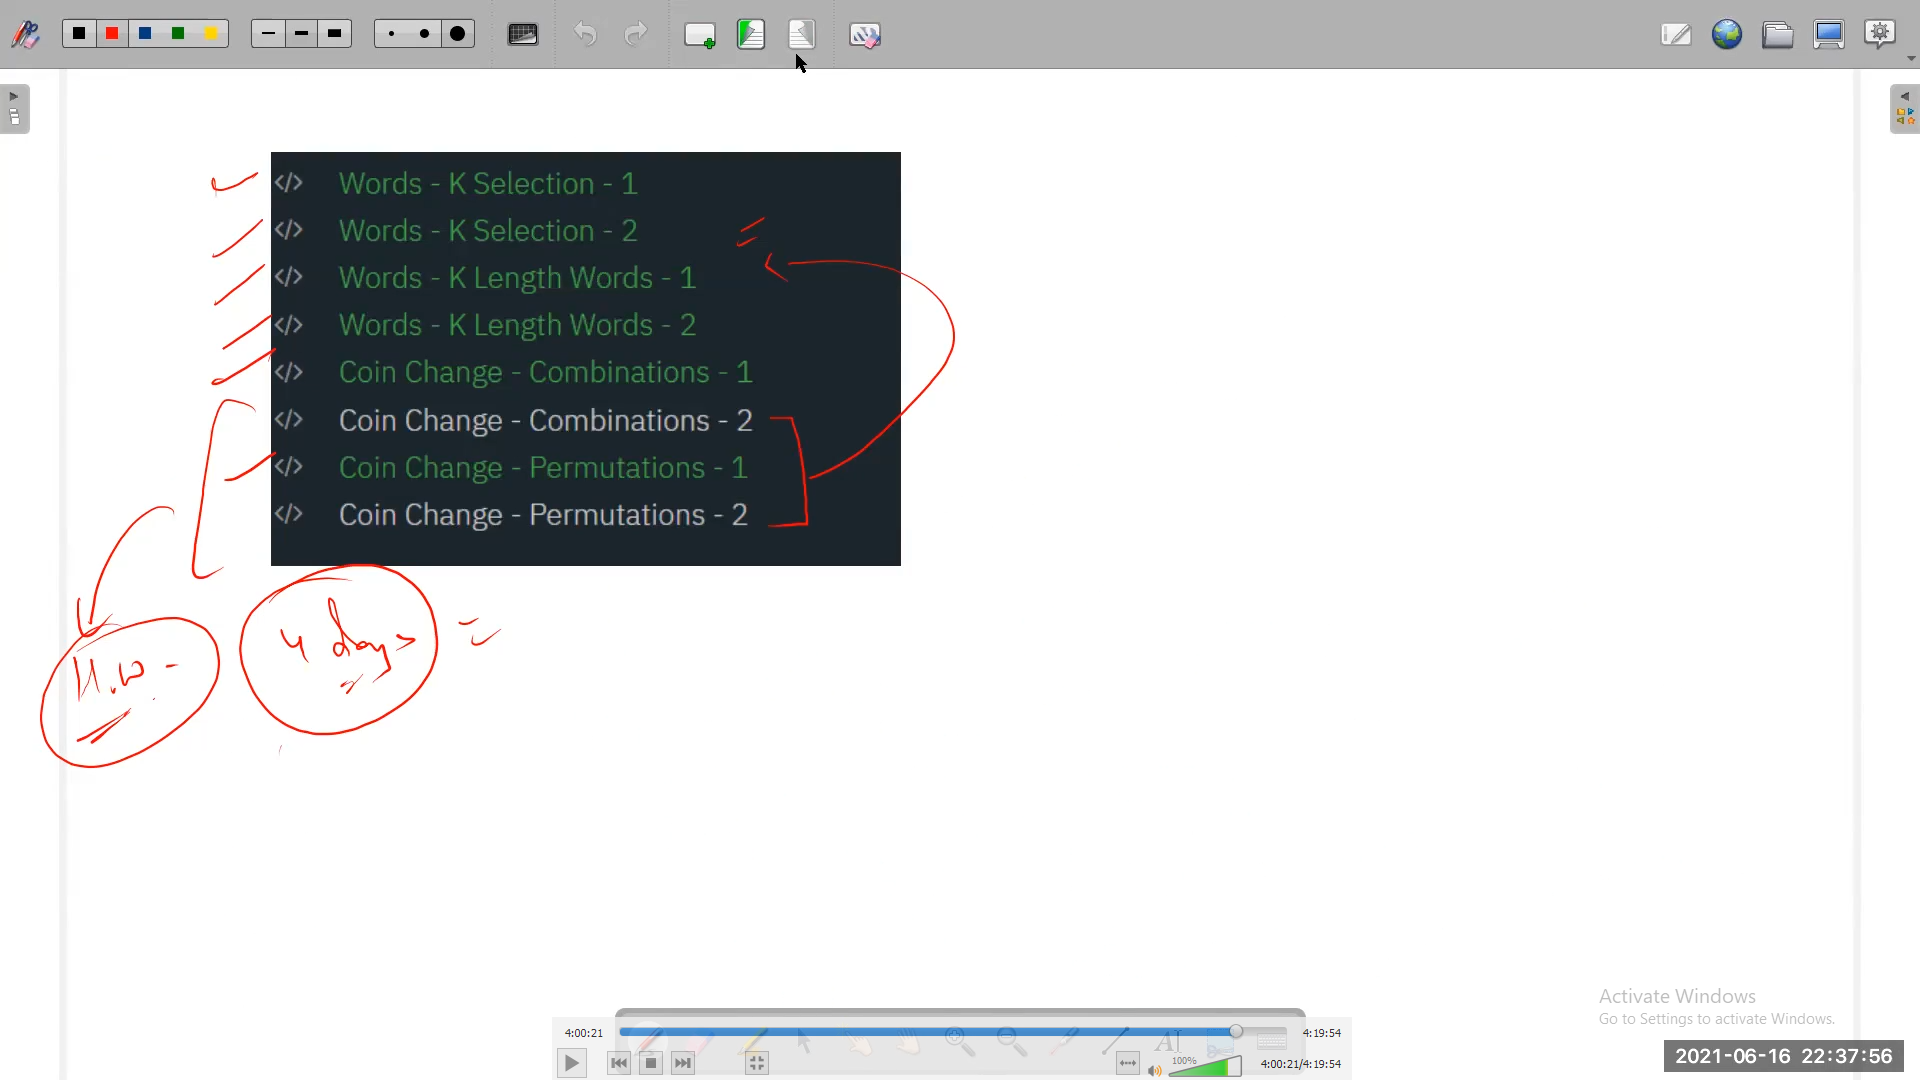 </> Words - K Selection - 1
</> Words - K Selection - 2
</> Words - K Length Words - 1
</> Words - K Length Words - 2
</> Coin Change - Combinations - 1
</> Coin Change - Combinations - 2
</> Coin Change - Permutations - 1
</> Coin Change - Permutations - 2
H.W -
4 days
Activate Windows
Go to Settings to activate Windows.
4:00:21
4:19:54
100%
4:00:21/4:19:54
2021-06-16 22:37:56